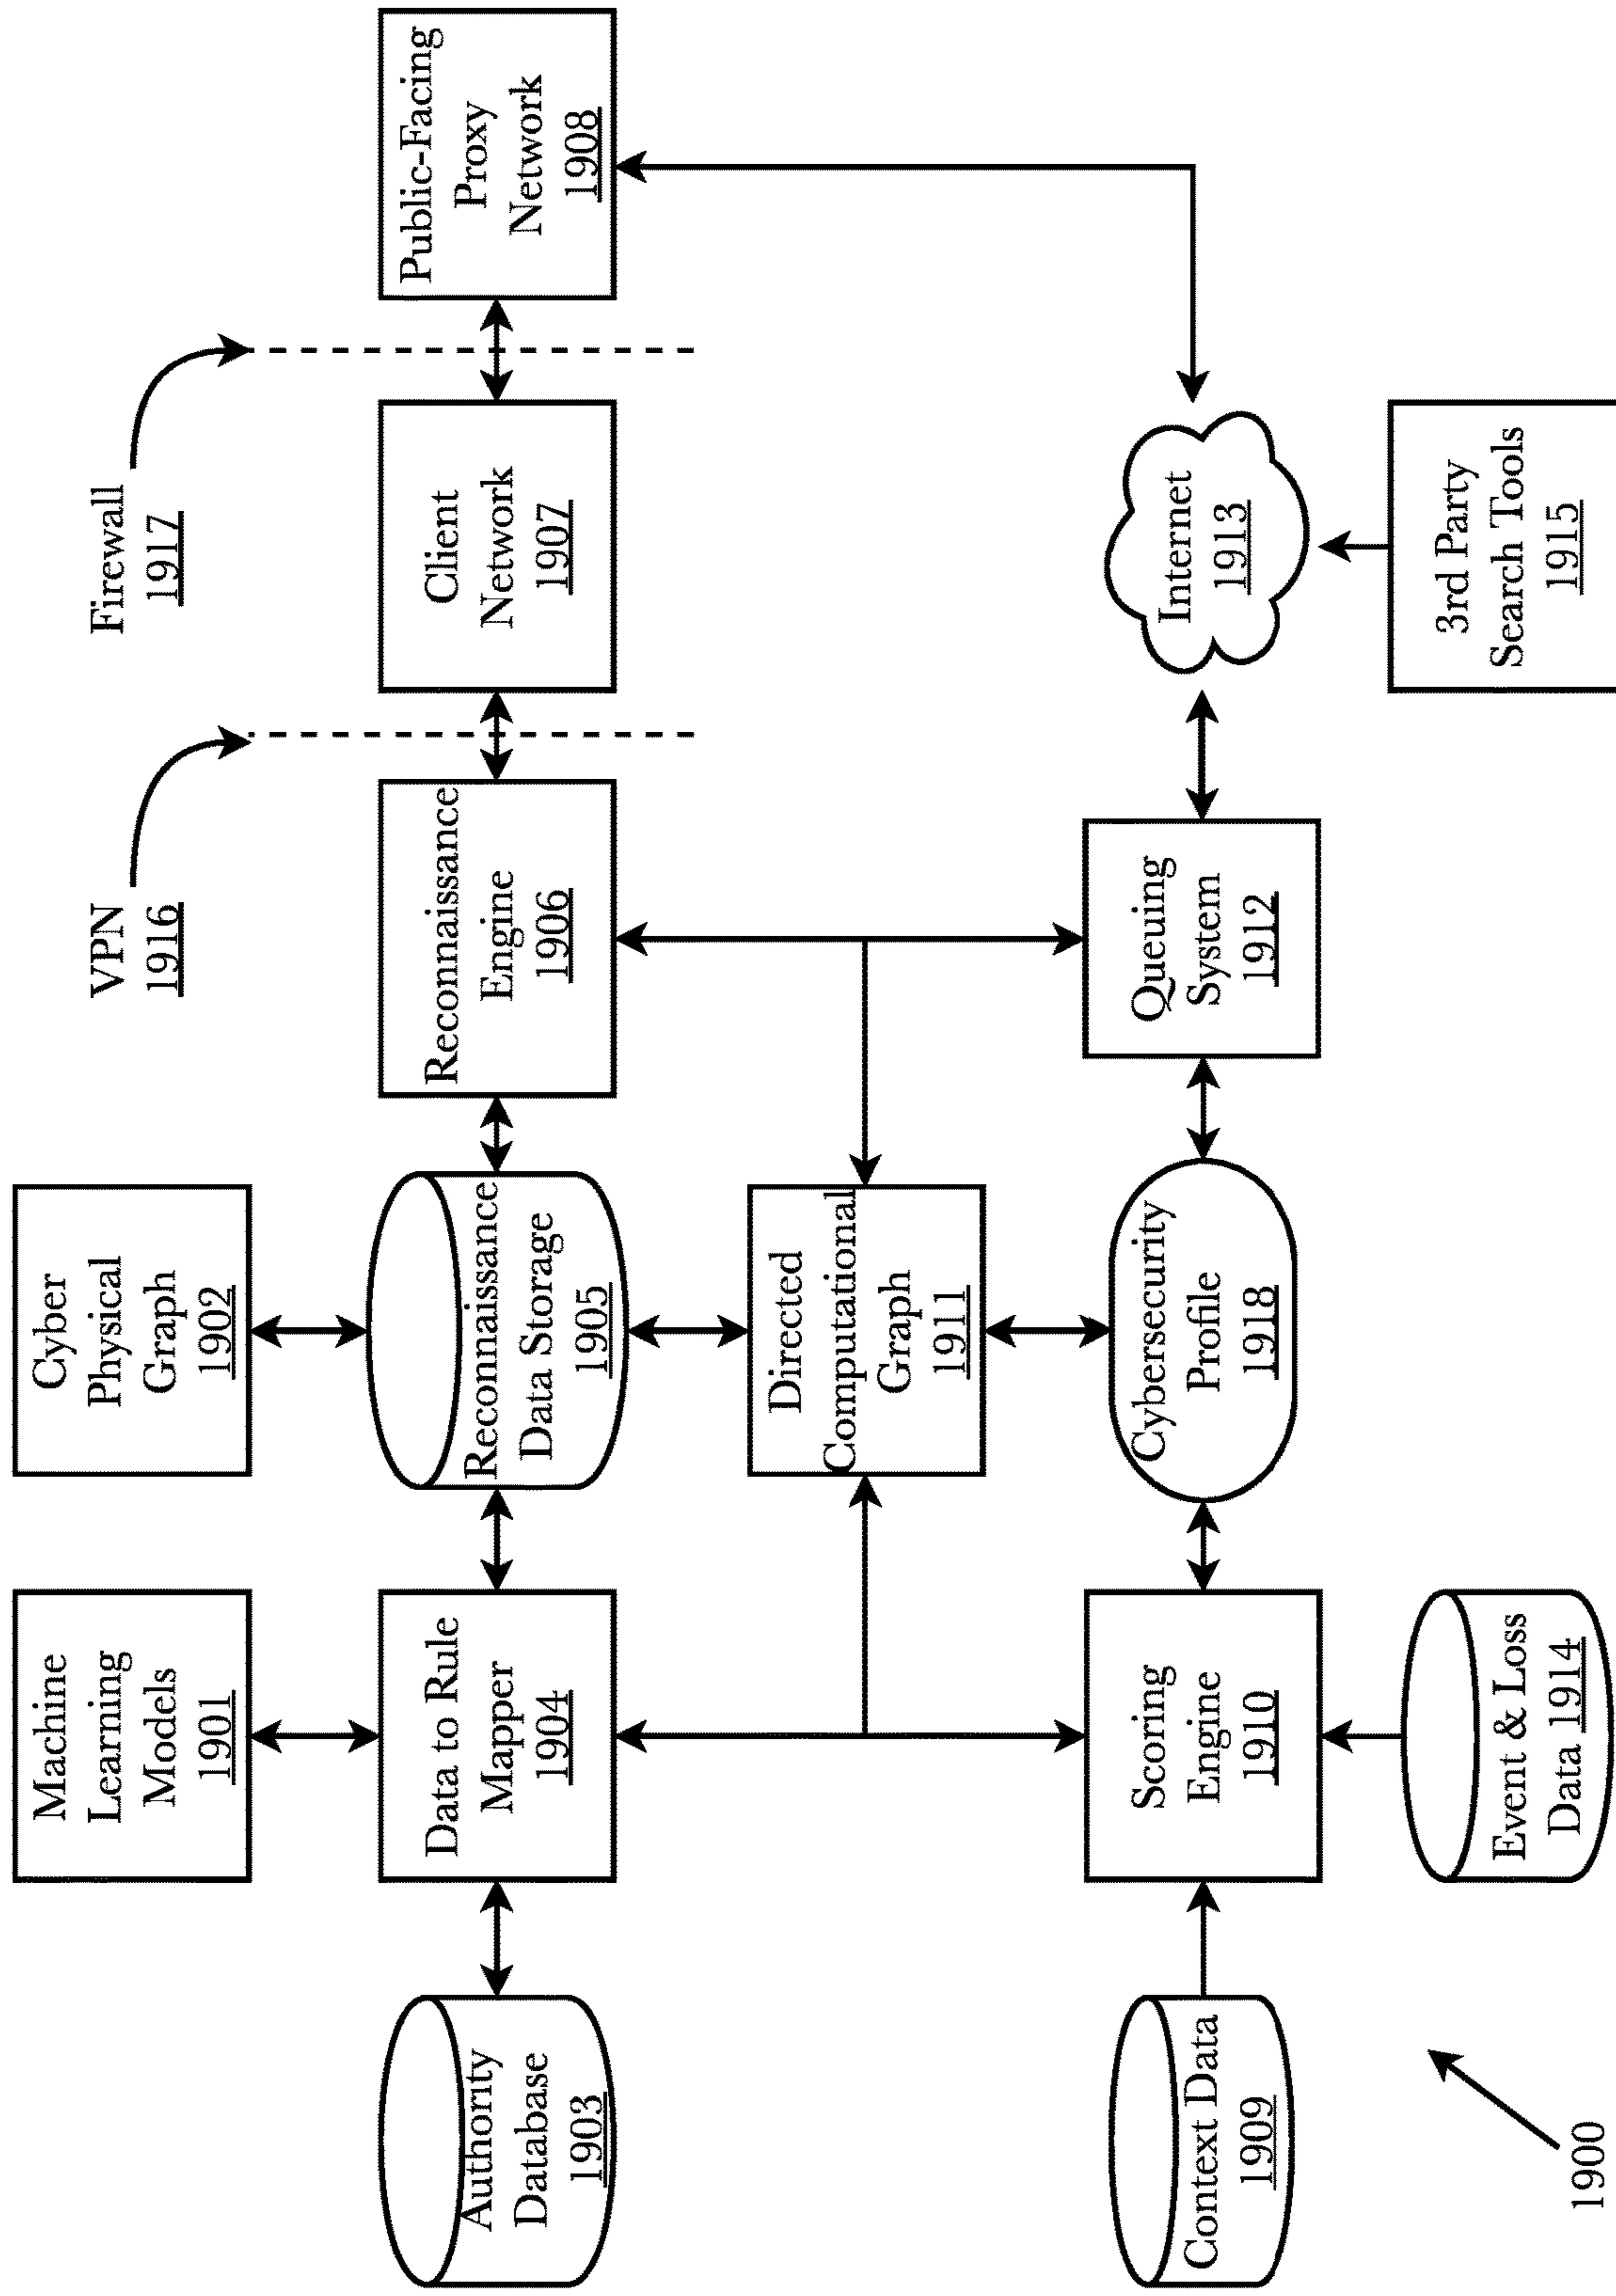 Machine
Learning
Models
1901
Cyber
Physical
Graph
1902
VPN
1916
Firewall
1917
Authority
Database
1903
Data to Rule
Mapper
1904
Reconnaissance
Data Storage
1905
Reconnaissance
Engine
1906
Client
Network
1907
Public-Facing
Proxy
Network
1908
Directed
Computational
Graph
1911
Context Data
1909
Scoring
Engine
1910
Cybersecurity
Profile
1918
Queuing
System
1912
Internet
1913
Event & Loss
Data 1914
3rd Party
Search Tools
1915
1900